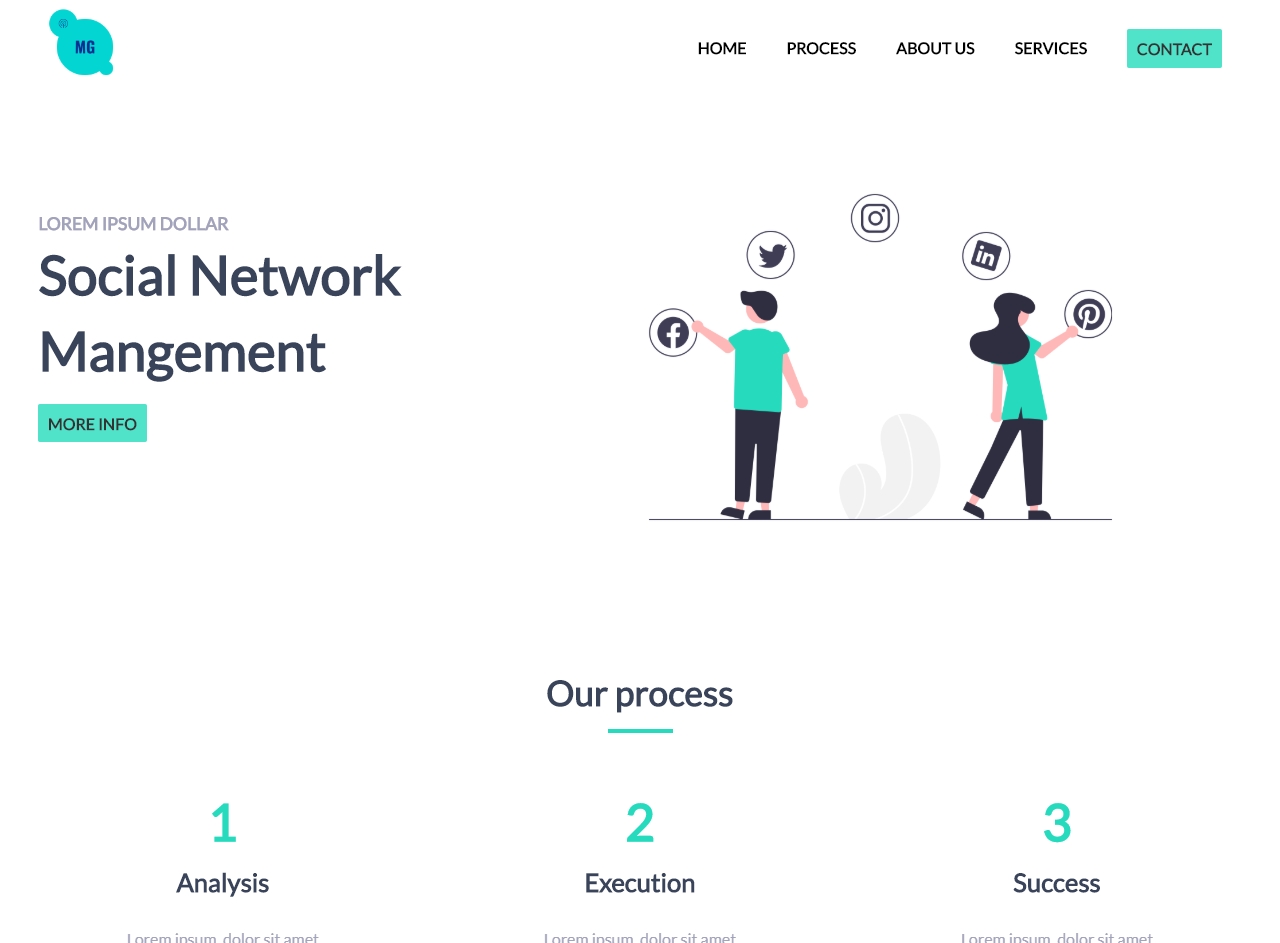 MG
HOME PROCESS ABOUT US SERVICES CONTACT
LOREM IPSUM DOLLAR
Social Network
Mangement
MORE INFO
Our process
1 2 3
Analysis Execution Success
Lorem ipsum, dolor sit amet Lorem ipsum, dolor sit amet Lorem ipsum, dolor sit amet